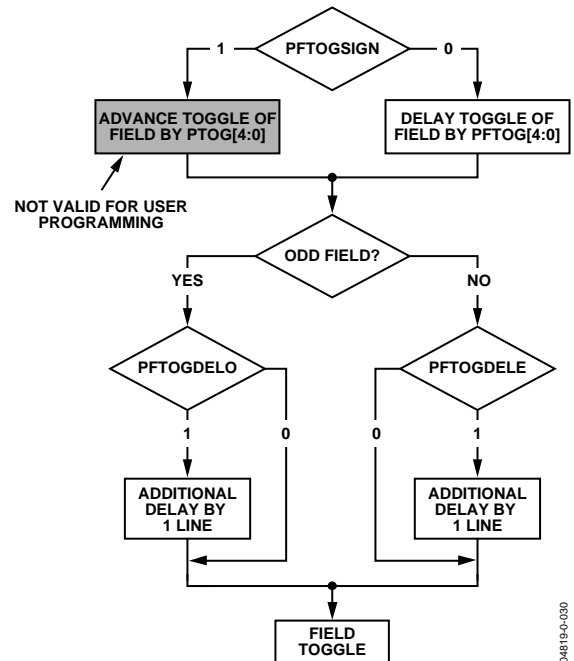 PFTOGSIGN
1
0
ADVANCE TOGGLE OF
FIELD BY PTOG[4:0]
DELAY TOGGLE OF
FIELD BY PFTOG[4:0]
NOT VALID FOR USER
PROGRAMMING
ODD FIELD?
YES
NO
PFTOGDELO
PFTOGDELE
1
0
0
1
ADDITIONAL
DELAY BY
1 LINE
ADDITIONAL
DELAY BY
1 LINE
FIELD
TOGGLE
04819-0-030